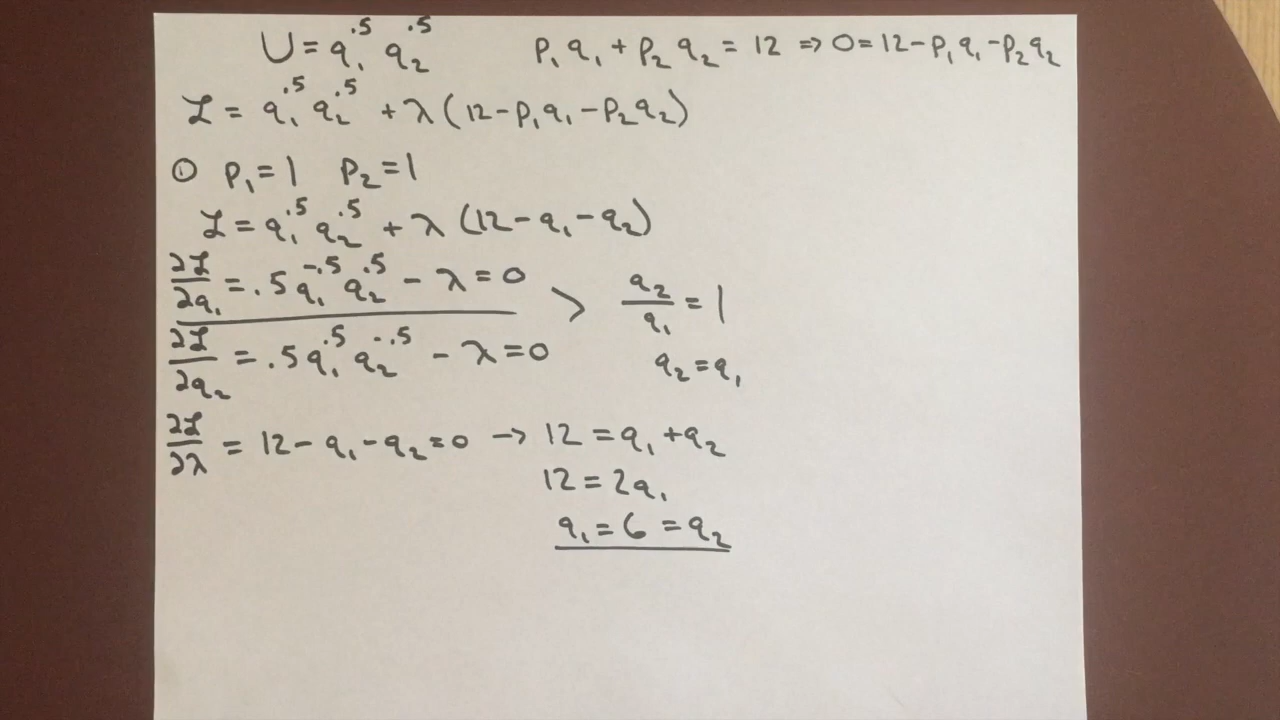 U = q₁^.5 q₂^.5    p₁q₁ + p₂q₂ = 12 ⇒ 0 = 12 - p₁q₁ - p₂q₂
ℒ = q₁^.5 q₂^.5 + λ(12 - p₁q₁ - p₂q₂)
① p₁ = 1    p₂ = 1
ℒ = q₁^.5 q₂^.5 + λ(12 - q₁ - q₂)
∂ℒ/∂q₁ = .5q₁^-.5 q₂^.5 - λ = 0    >    q₂/q₁ = 1
∂ℒ/∂q₂ = .5q₁^.5 q₂^-.5 - λ = 0    q₂ = q₁
∂ℒ/∂λ = 12 - q₁ - q₂ = 0 → 12 = q₁ + q₂
12 = 2q₁
q₁ = 6 = q₂